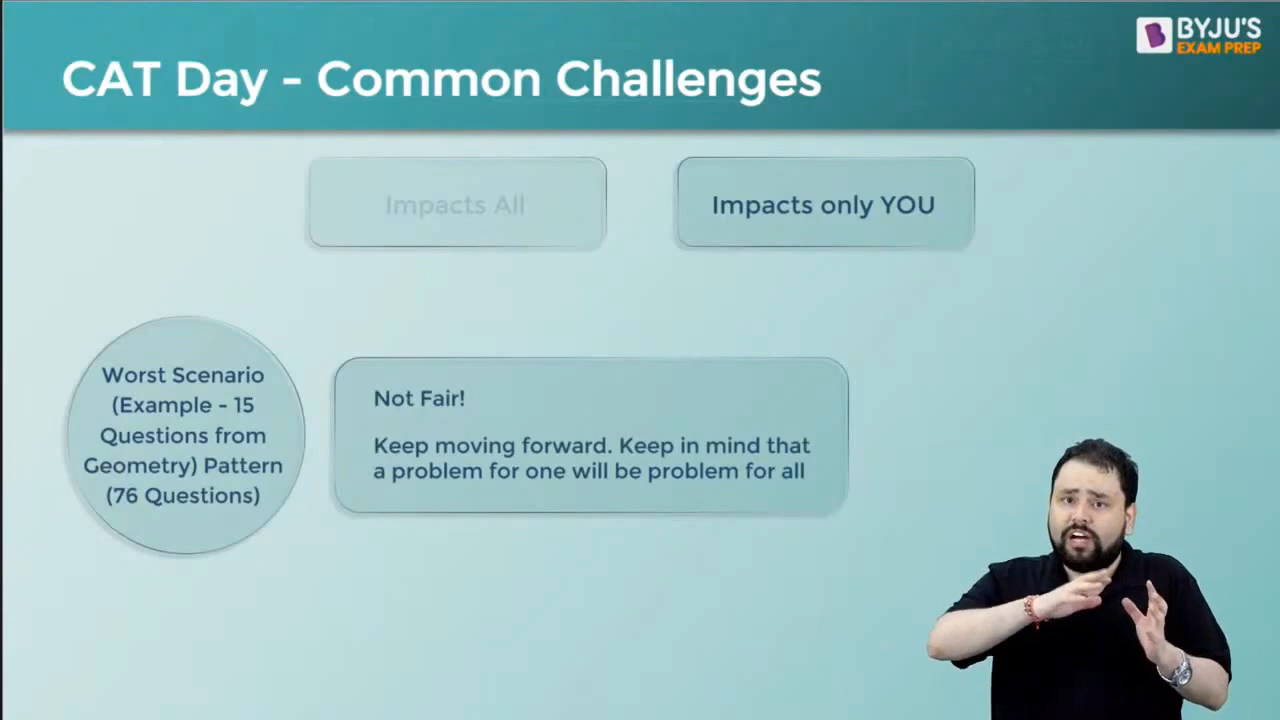 BYJU'S
EXAM PREP
CAT Day - Common Challenges
Impacts All
Impacts only YOU
Worst Scenario
(Example - 15
Questions from
Geometry) Pattern
(76 Questions)
Not Fair!
Keep moving forward. Keep in mind that
a problem for one will be problem for all